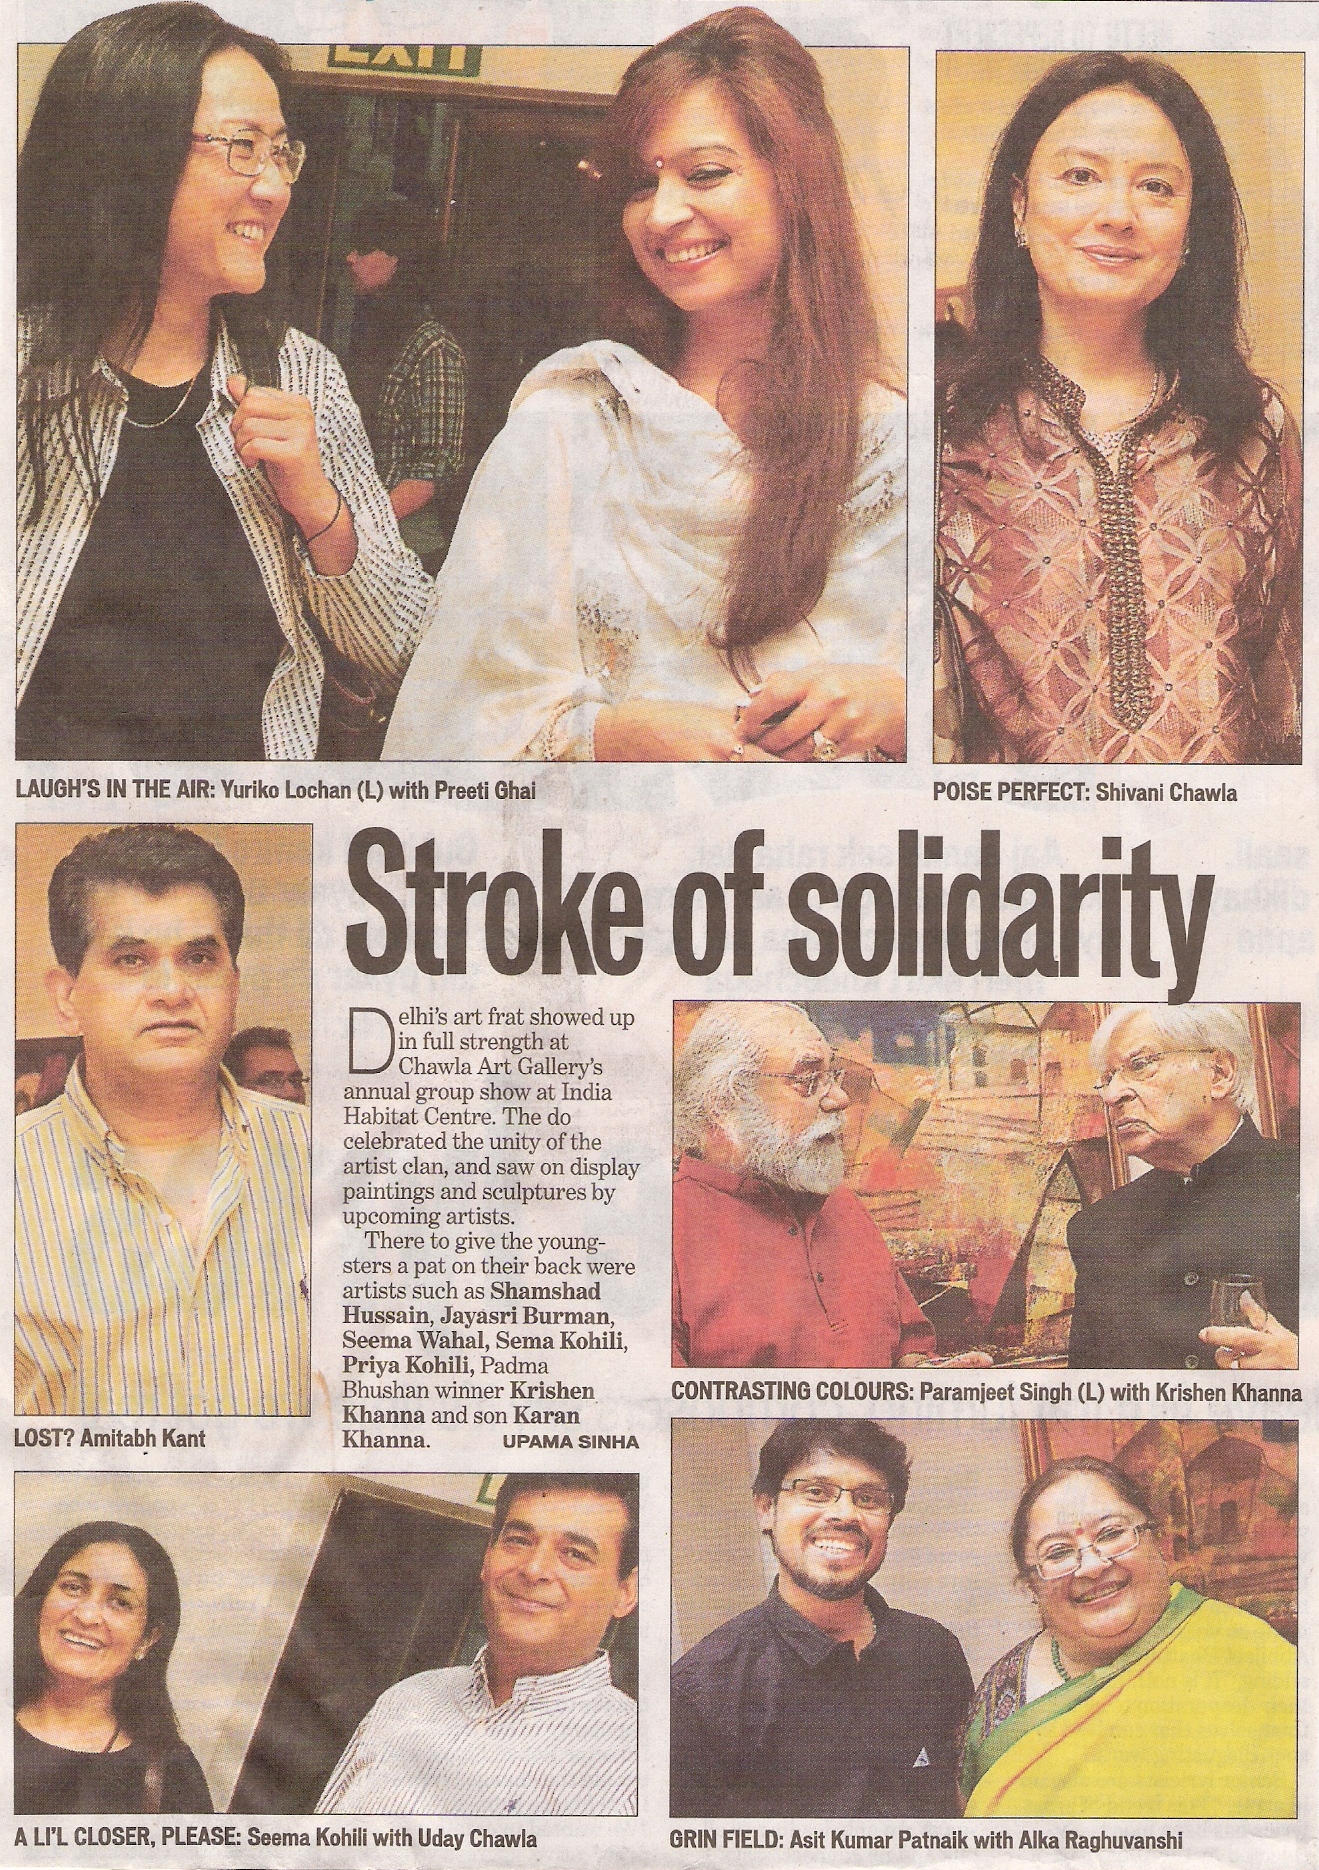 EXIT
LAUGH'S IN THE AIR: Yuriko Lochan (L) with Preeti Ghai
POISE PERFECT: Shivani Chawla
Stroke of solidarity
Delhi's art frat showed up
in full strength at
Chawla Art Gallery's
annual group show at India
Habitat Centre. The do
celebrated the unity of the
artist clan, and saw on display
paintings and sculptures by
upcoming artists.
There to give the young-
sters a pat on their back were
artists such as Shamshad
Hussain, Jayasri Burman,
Seema Wahal, Sema Kohili,
Priya Kohili, Padma
Bhushan winner Krishen
Khanna and son Karan
Khanna. UPAMA SINHA
LOST? Amitabh Kant
CONTRASTING COLOURS: Paramjeet Singh (L) with Krishen Khanna
A LI'L CLOSER, PLEASE: Seema Kohili with Uday Chawla
GRIN FIELD: Asit Kumar Patnaik with Alka Raghuvanshi